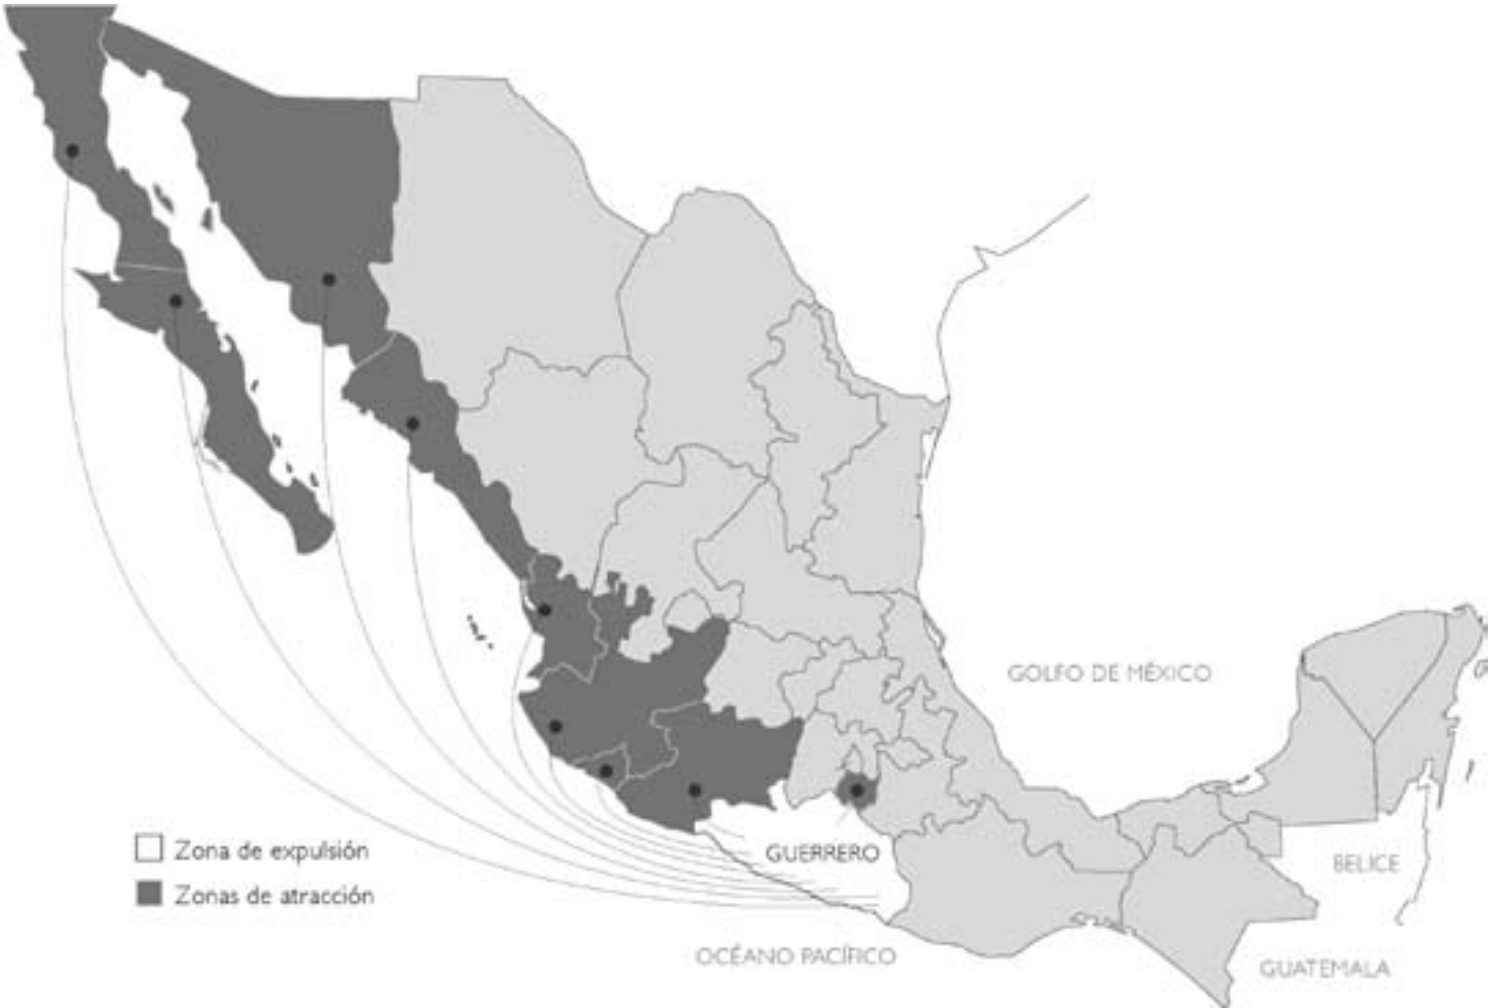 GOLFO DE MÉXICO
Zona de expulsión
GUERRERO
BELICE
Zonas de atracción
OCÉANO PACÍFICO
GUATEMALA